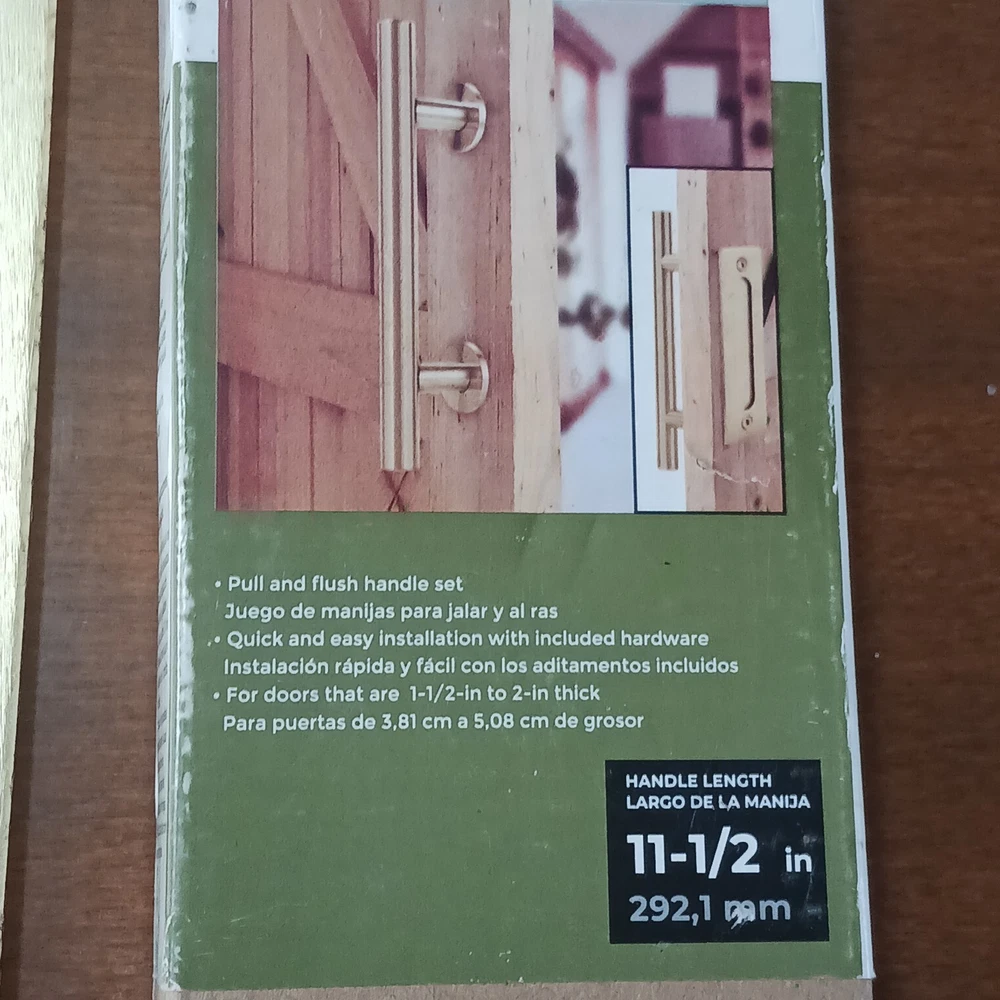 • Pull and flush handle set
Juego de manijas para jalar y al ras
• Quick and easy installation with included hardware
Instalación rápida y fácil con los aditamentos incluidos
• For doors that are 1-1/2-in to 2-in thick
Para puertas de 3,81 cm a 5,08 cm de grosor
HANDLE LENGTH
LARGO DE LA MANIJA
11-1/2 in
292,1 mm